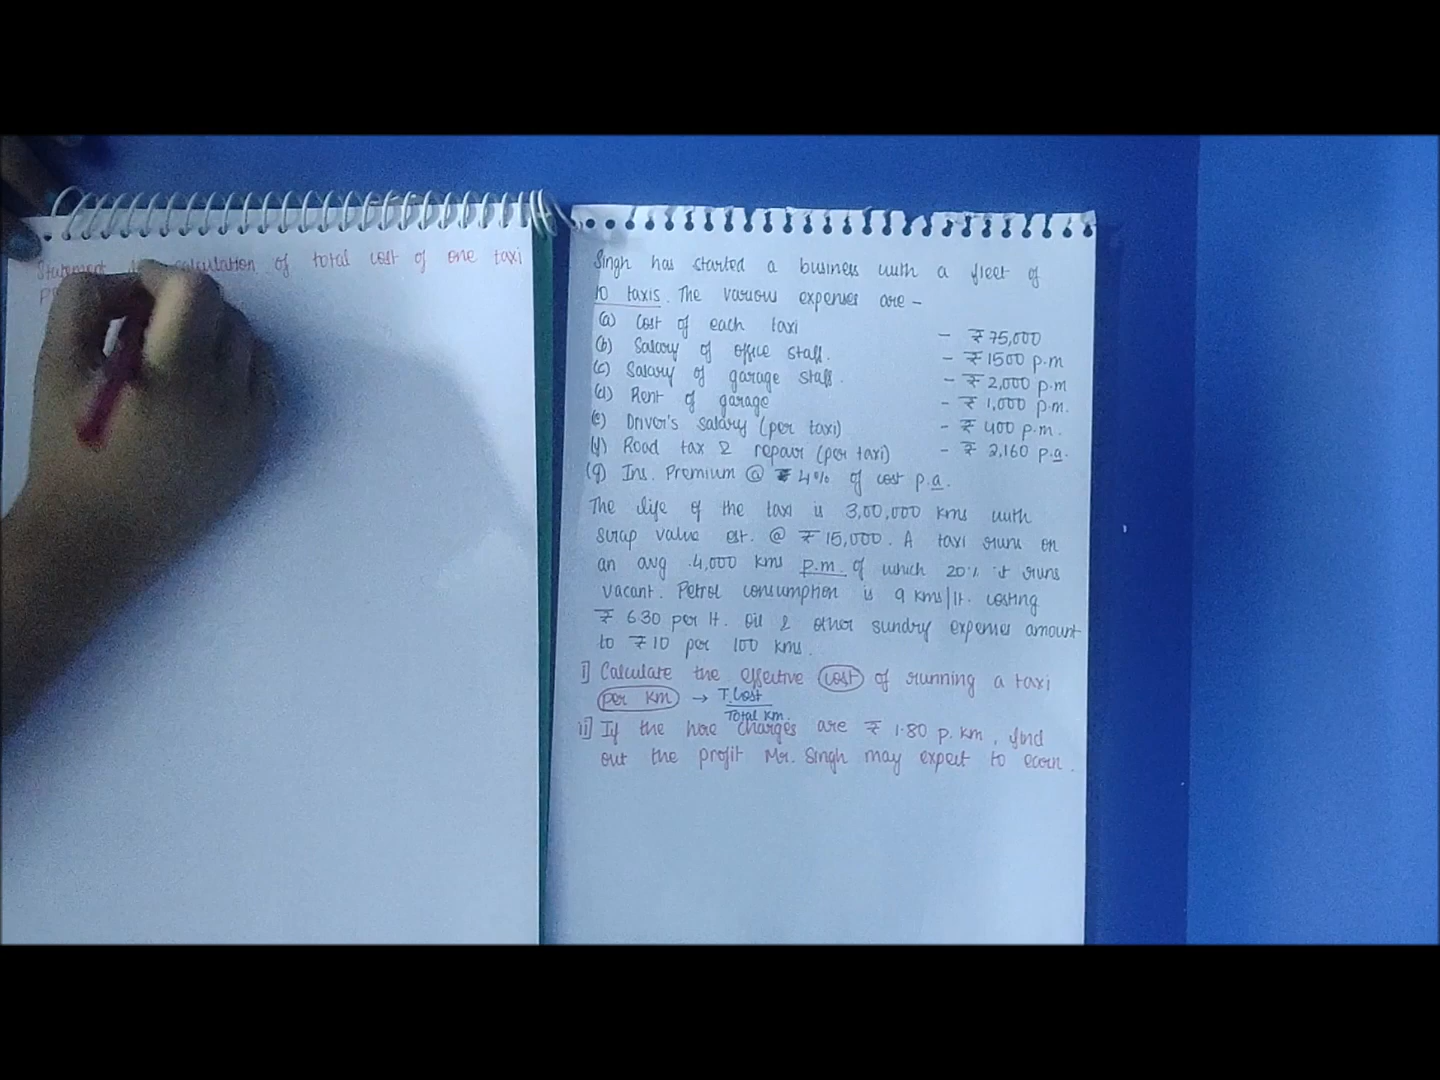 Statement calculation of total cost of one taxi
Singh has started a business with a fleet of
10 taxis. The various expenses are –
(a) Cost of each taxi – ₹ 75,000
(b) Salary of office staff. – ₹ 1500 p.m
(c) Salary of garage staff. – ₹ 2,000 p.m
(d) Rent of garage – ₹ 1,000 p.m.
(e) Driver's salary (per taxi) – ₹ 400 p.m.
(f) Road tax & repair (per taxi) – ₹ 2,160 p.a.
(g) Ins. Premium @ 4% of cost p.a.
The life of the taxi is 3,00,000 kms with
scrap value est. @ ₹ 15,000. A taxi runs on
an avg 4,000 kms p.m. of which 20% it runs
vacant. Petrol consumption is 9 kms/lt. costing
₹ 6.30 per lt. Oil & other sundry expenses amount
to ₹ 10 per 100 kms.
i] Calculate the effective cost of running a taxi
per km → T.Cost
Total km.
ii] If the hire charges are ₹ 1.80 p. km, find
out the profit Mr. Singh may expect to earn.